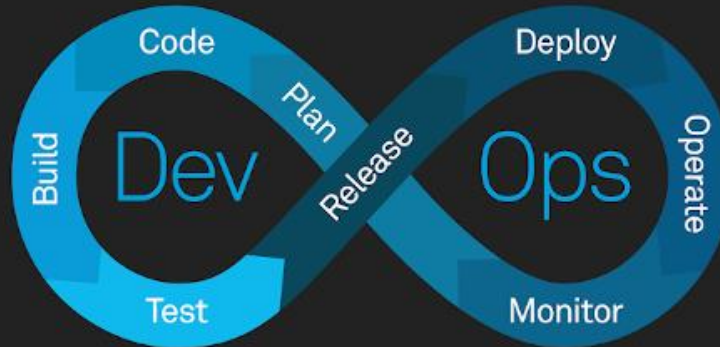 Code
Deploy
Plan
Build
Dev
Release
Ops
Operate
Test
Monitor